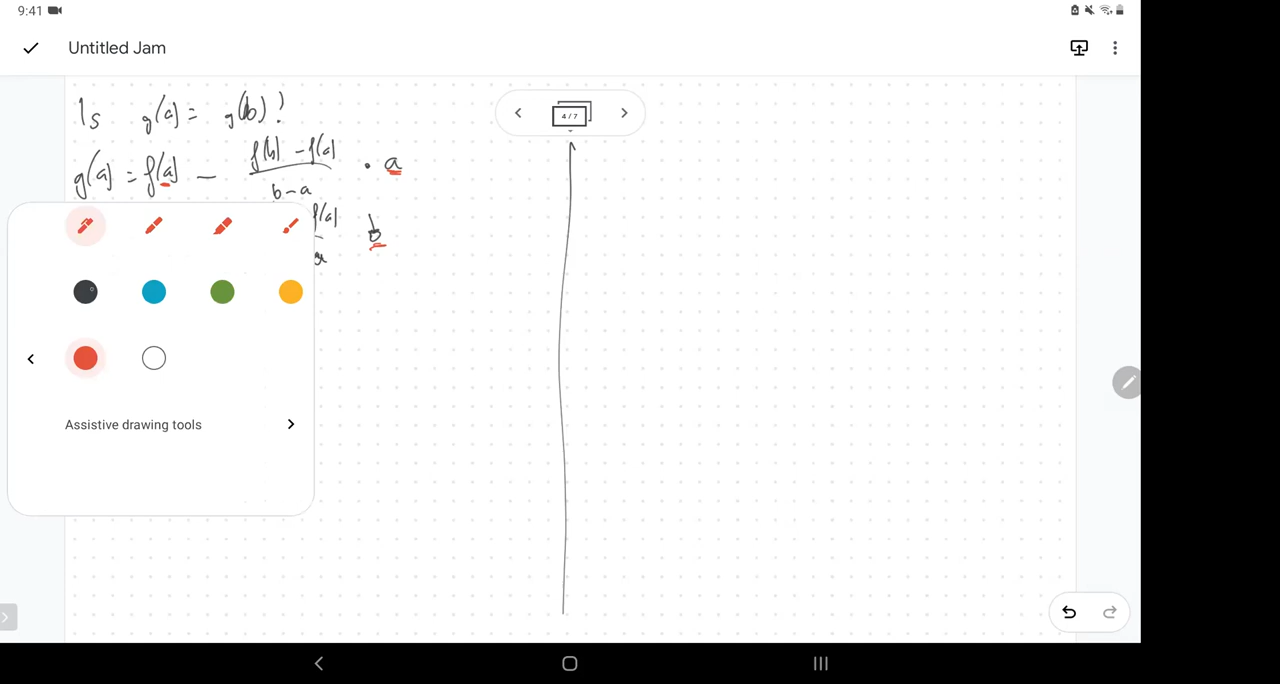 9:41
Untitled Jam
Is g(a) = g(b)?
4/7
g(a) = f(a) − f(b) − f(a) / b − a · a
f(a) b
a
Assistive drawing tools